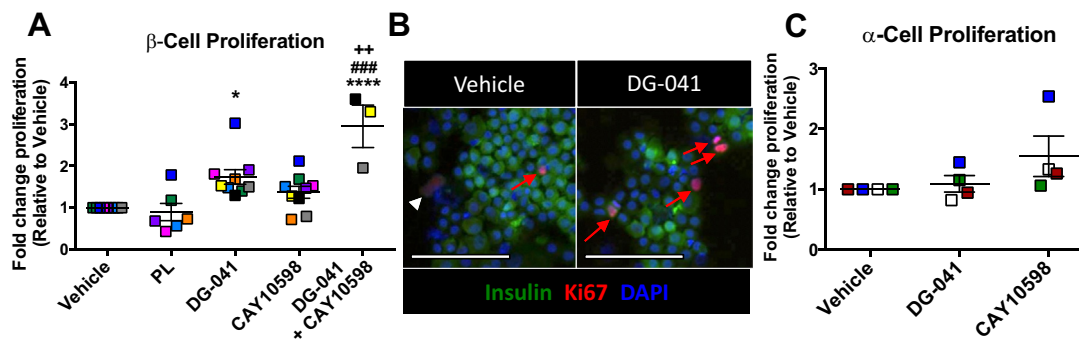 A
β-Cell Proliferation
Fold change proliferation
(Relative to Vehicle)
4
3
2
1
0
*
++
###
****
Vehicle
PL
DG-041
CAY10598
DG-041
+ CAY10598
B
Vehicle
DG-041
Insulin Ki67 DAPI
C
α-Cell Proliferation
Fold change proliferation
(Relative to Vehicle)
3
2
1
0
Vehicle
DG-041
CAY10598